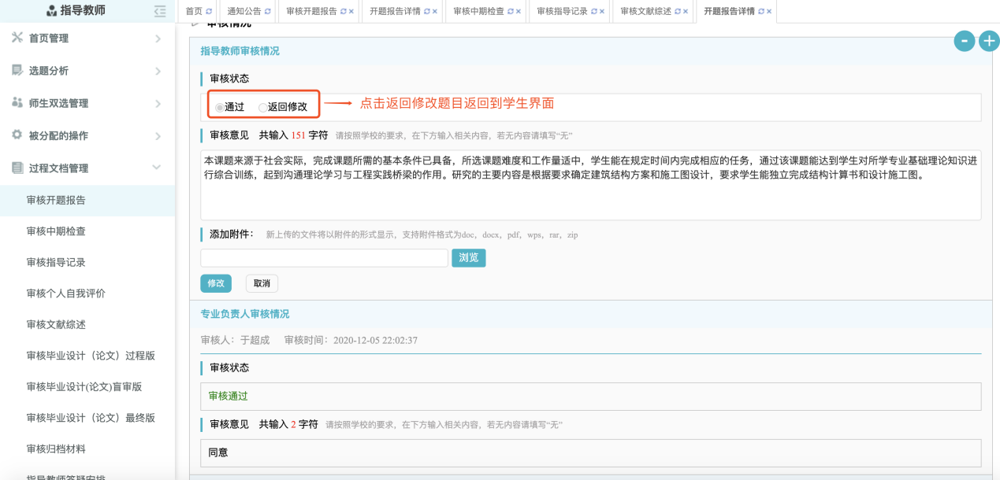 指导教师
首页管理
选题分析
师生双选管理
被分配的操作
过程文档管理
审核开题报告
审核中期检查
审核指导记录
审核个人自我评价
审核文献综述
审核毕业设计（论文）过程版
审核毕业设计(论文)盲审版
审核毕业设计（论文）最终版
审核归档材料
指导教师答疑安排
首页 通知公告 审核开题报告 开题报告详情 审核中期检查 审核指导记录 审核文献综述 开题报告详情
审核情况
指导教师审核情况
审核状态
通过 返回修改 点击返回修改题目返回到学生界面
审核意见 共输入 151 字符 请按照学校的要求，在下方输入相关内容，若无内容请填写“无”
本课题来源于社会实际，完成课题所需的基本条件已具备，所选课题难度和工作量适中，学生能在规定时间内完成相应的任务，通过该课题能达到学生对所学专业基础理论知识进
行综合训练，起到沟通理论学习与工程实践桥梁的作用。研究的主要内容是根据要求确定建筑结构方案和施工图设计，要求学生能独立完成结构计算书和设计施工图。
添加附件： 新上传的文件将以附件的形式显示，支持附件格式为doc，docx，pdf，wps，rar，zip
浏览
修改 取消
专业负责人审核情况
审核人：于超成 审核时间：2020-12-05 22:02:37
审核状态
审核通过
审核意见 共输入 2 字符 请按照学校的要求，在下方输入相关内容，若无内容请填写“无”
同意